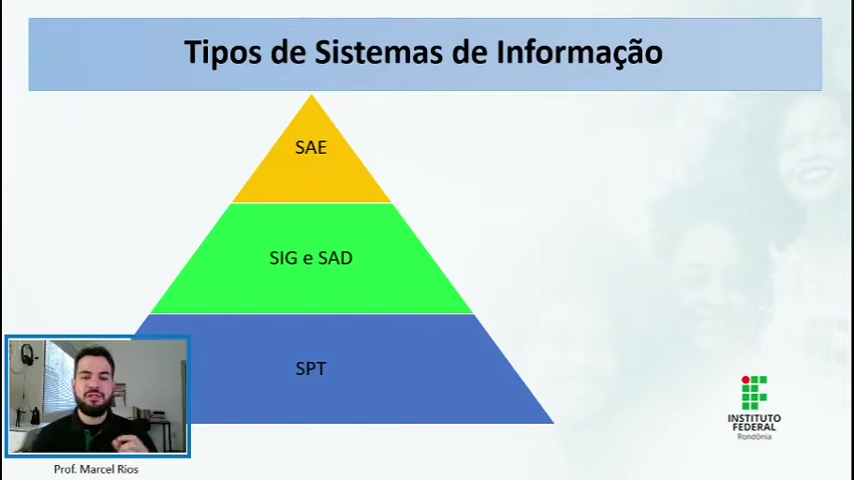 Tipos de Sistemas de Informação
SAE
SIG e SAD
SPT
INSTITUTO
FEDERAL
Rondônia
Prof. Marcel Rios